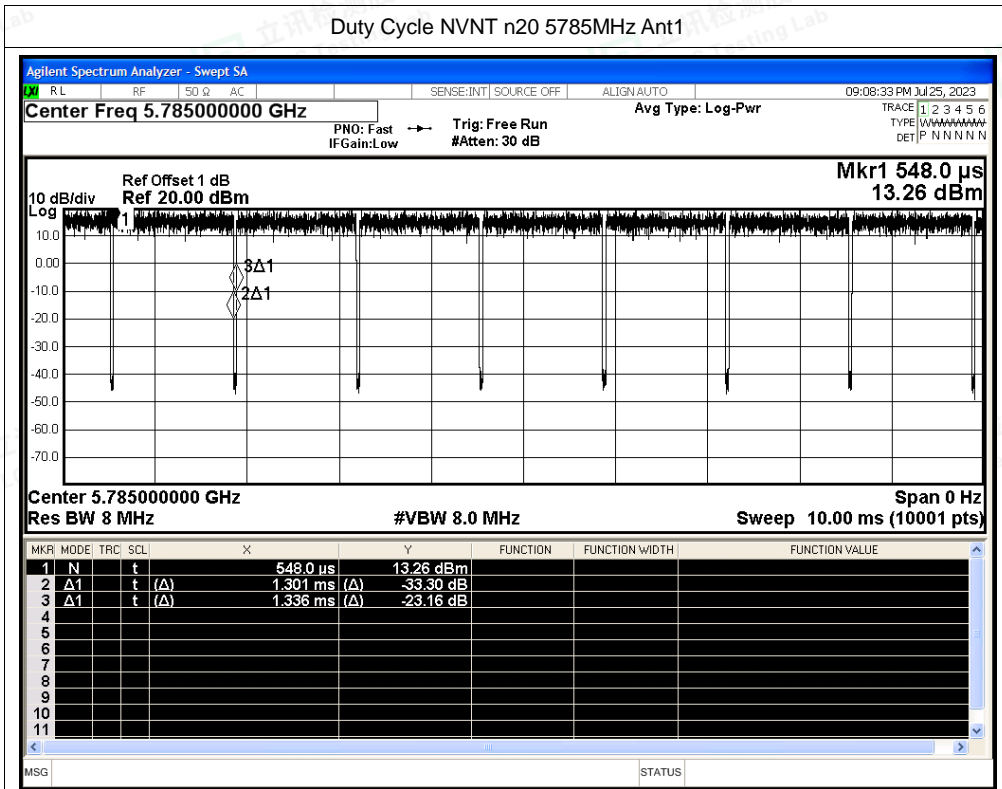 Duty Cycle NVNT n20 5785MHz Ant1
Agilent Spectrum Analyzer - Swept SA
LXI RL RF 50 Ω AC SENSE:INT SOURCE OFF ALIGN AUTO 09:08:33 PM Jul 25, 2023
Center Freq 5.785000000 GHz
PNO: Fast
IFGain:Low
Trig: Free Run
#Atten: 30 dB
Avg Type: Log-Pwr
TRACE 1 2 3 4 5 6
TYPE WWWWWW
DET P N N N N N
Mkr1 548.0 µs
13.26 dBm
Ref Offset 1 dB
10 dB/div Ref 20.00 dBm
Log
1
10.0
0.00
3Δ1
-10.0
2Δ1
-20.0
-30.0
-40.0
-50.0
-60.0
-70.0
Center 5.785000000 GHz Span 0 Hz
Res BW 8 MHz #VBW 8.0 MHz Sweep 10.00 ms (10001 pts)
MKR MODE TRC SCL X Y FUNCTION FUNCTION WIDTH FUNCTION VALUE
1 N t 548.0 µs 13.26 dBm
2 Δ1 t (Δ) 1.301 ms (Δ) -33.30 dB
3 Δ1 t (Δ) 1.336 ms (Δ) -23.16 dB
4
5
6
7
8
9
10
11
MSG STATUS